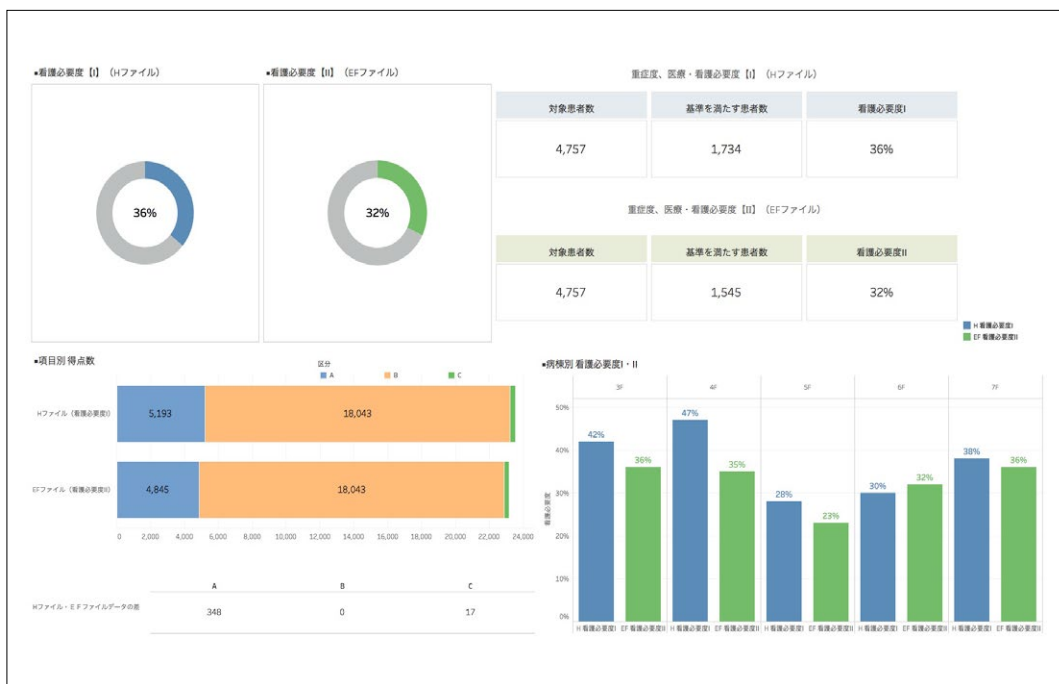 ▪看護必要度【I】（Hファイル）
▪看護必要度【II】（EFファイル）
36%
32%
重症度、医療・看護必要度【I】（Hファイル）
対象患者数 基準を満たす患者数 看護必要度I
4,757 1,734 36%
重症度、医療・看護必要度【II】（EFファイル）
対象患者数 基準を満たす患者数 看護必要度II
4,757 1,545 32%
H 看護必要度I
EF 看護必要度II
▪項目別 得点数
区分
A B C
Hファイル（看護必要度I）
5,193 18,043
EFファイル（看護必要度II）
4,845 18,043
0 2,000 4,000 6,000 8,000 10,000 12,000 14,000 16,000 18,000 20,000 22,000 24,000
A B C
Hファイル・ＥＦファイルデータの差 348 0 17
▪病棟別 看護必要度I・II
3F 4F 5F 6F 7F
看護必要度
50%
40%
30%
20%
10%
0%
42% 36% 47% 35% 28% 23% 30% 32% 38% 36%
H 看護必要度I EF 看護必要度II H 看護必要度I EF 看護必要度II H 看護必要度I EF 看護必要度II H 看護必要度I EF 看護必要度II H 看護必要度I EF 看護必要度II